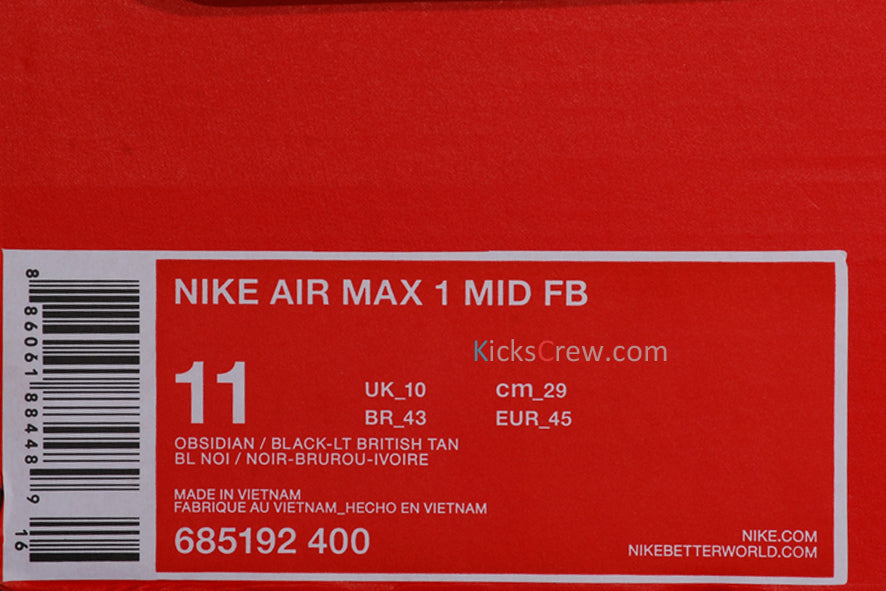 NIKE AIR MAX 1 MID FB
KicksCrew.com
11
UK_10 cm_29
BR_43 EUR_45
OBSIDIAN / BLACK-LT BRITISH TAN
BL NOI / NOIR-BRUROU-IVOIRE
MADE IN VIETNAM
FABRIQUE AU VIETNAM_HECHO EN VIETNAM
685192 400
NIKE.COM
NIKEBETTERWORLD.COM
8 86061 88448 9
16